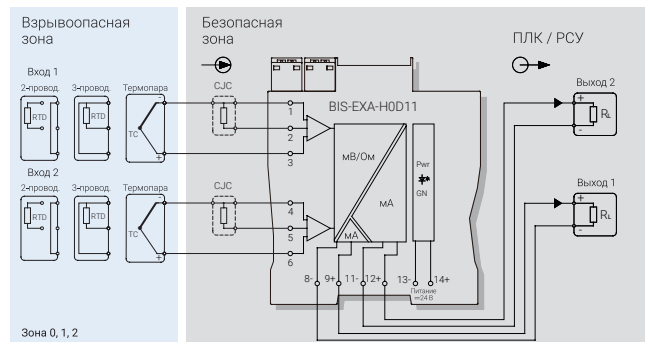 Взрывоопасная
зона
Безопасная
зона
ПЛК / РСУ
Вход 1
2-провод. 3-провод. Термопара
CJC
RTD
RTD
TC
+
1
2
3
BIS-EXA-H0D11
Выход 2
+
RL
-
мВ/Ом
мА
мА
Pwr
GN
Вход 2
2-провод. 3-провод. Термопара
CJC
RTD
RTD
-
TC
+
4
5
6
Выход 1
+
RL
-
8- 9+ 11- 12+ 13- 14+
Питание
⎓24 В
Зона 0, 1, 2